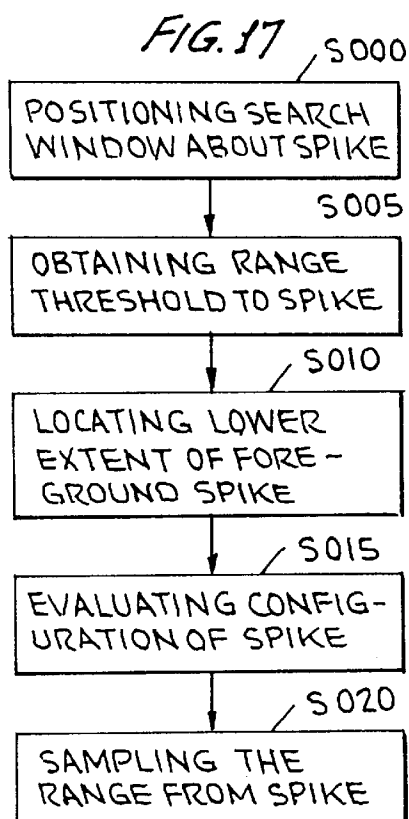 FIG. 17
S000
POSITIONING SEARCH
WINDOW ABOUT SPIKE
S005
OBTAINING RANGE
THRESHOLD TO SPIKE
S010
LOCATING LOWER
EXTENT OF FORE-
GROUND SPIKE
S015
EVALUATING CONFIG-
URATION OF SPIKE
S020
SAMPLING THE
RANGE FROM SPIKE